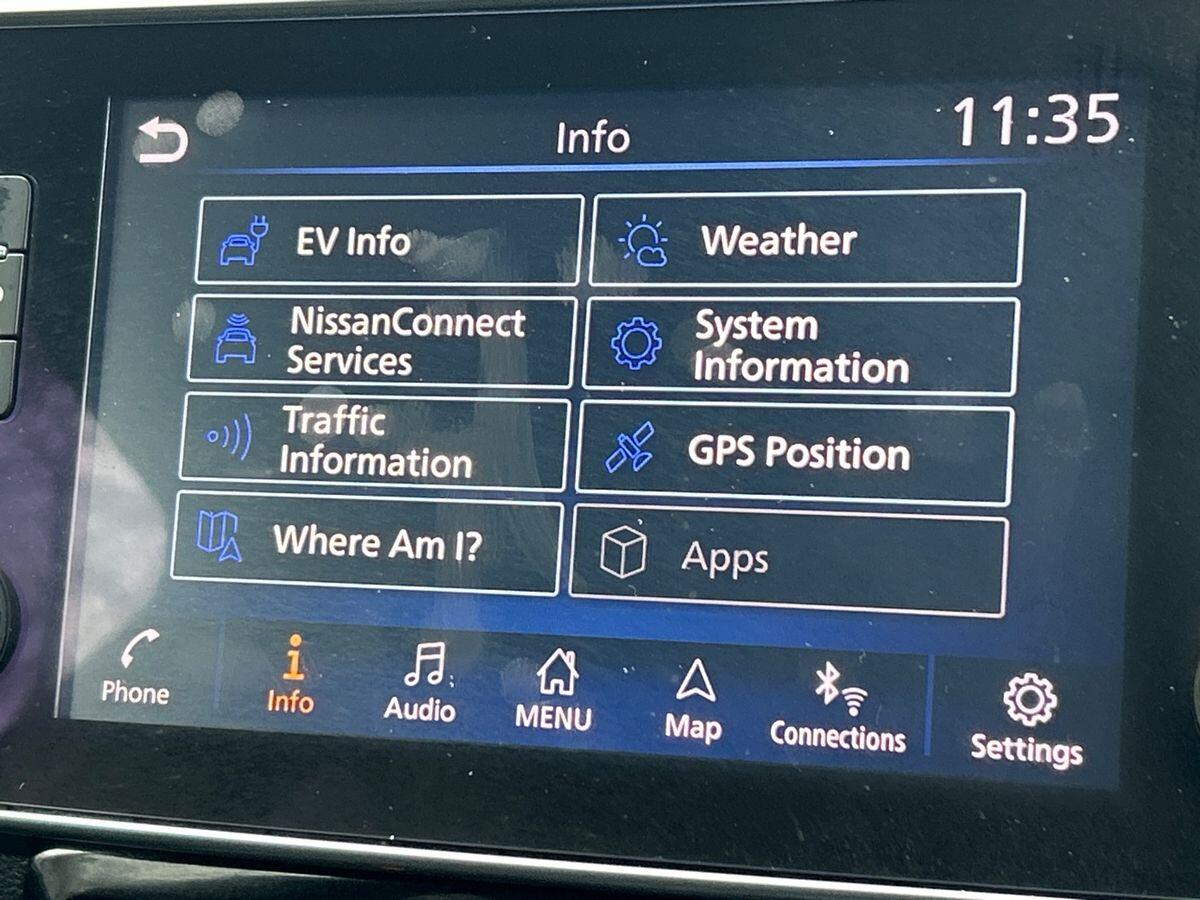 Info
11:35
EV Info
Weather
NissanConnect
Services
System
Information
Traffic
Information
GPS Position
Where Am I?
Apps
Phone
Info
Audio
MENU
Map
Connections
Settings